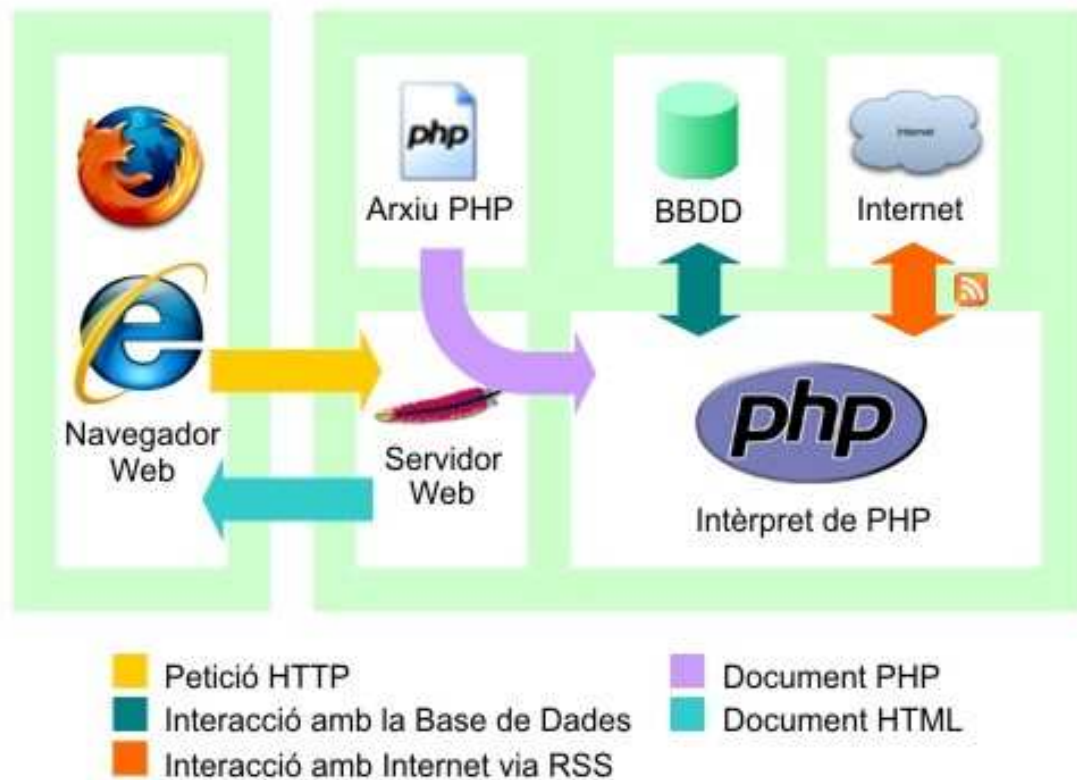 php
Arxiu PHP
BBDD
Internet
Internet
Navegador
Web
Servidor
Web
php
Intèrpret de PHP
Petició HTTP
Interacció amb la Base de Dades
Interacció amb Internet via RSS
Document PHP
Document HTML